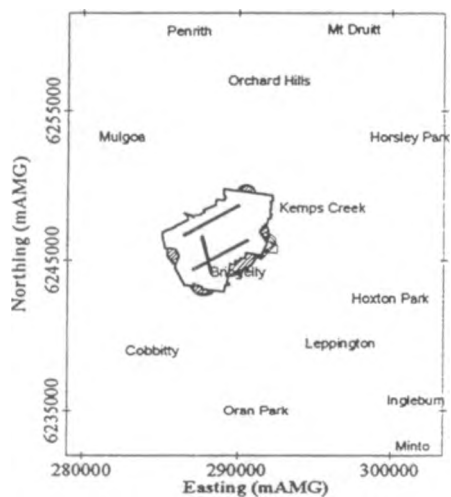 Penrith
Mt Druitt
Orchard Hills
6255000
Mulgoa
Horsley Park
Kemps Creek
Northing (mAMG)
6245000
Bringelly
Hoxton Park
Leppington
Cobbitty
6235000
Oran Park
Ingleburn
Minto
280000
290000
300000
Easting (mAMG)